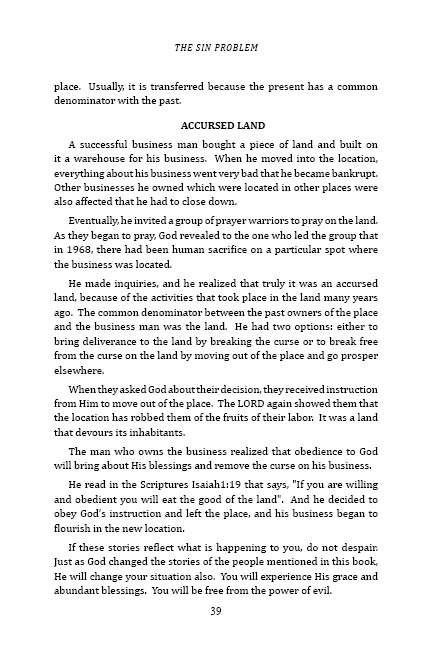 THE SIN PROBLEM
place. Usually, it is transferred because the present has a common
denominator with the past.
ACCURSED LAND
A successful business man bought a piece of land and built on
it a warehouse for his business. When he moved into the location,
everything about his business went very bad that he became bankrupt.
Other businesses he owned which were located in other places were
also affected that he had to close down.
Eventually, he invited a group of prayer warriors to pray on the land.
As they began to pray, God revealed to the one who led the group that
in 1968, there had been human sacrifice on a particular spot where
the business was located.
He made inquiries, and he realized that truly it was an accursed
land, because of the activities that took place in the land many years
ago. The common denominator between the past owners of the place
and the business man was the land. He had two options: either to
bring deliverance to the land by breaking the curse or to break free
from the curse on the land by moving out of the place and go prosper
elsewhere.
When they asked God about their decision, they received instruction
from Him to move out of the place. The LORD again showed them that
the location has robbed them of the fruits of their labor. It was a land
that devours its inhabitants.
The man who owns the business realized that obedience to God
will bring about His blessings and remove the curse on his business.
He read in the Scriptures Isaiah1:19 that says, "If you are willing
and obedient you will eat the good of the land". And he decided to
obey God's instruction and left the place, and his business began to
flourish in the new location.
If these stories reflect what is happening to you, do not despair.
Just as God changed the stories of the people mentioned in this book,
He will change your situation also. You will experience His grace and
abundant blessings. You will be free from the power of evil.
39